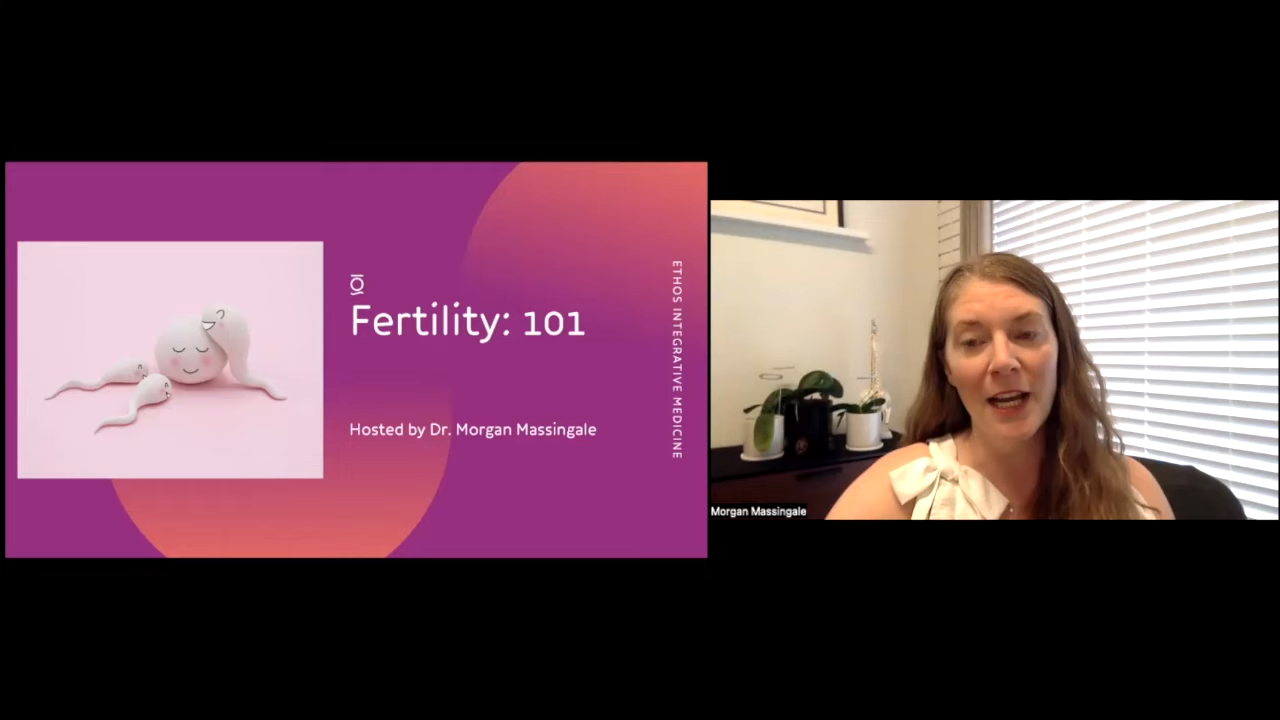 Fertility: 101
Hosted by Dr. Morgan Massingale
ETHOS INTEGRATIVE MEDICINE
Morgan Massingale